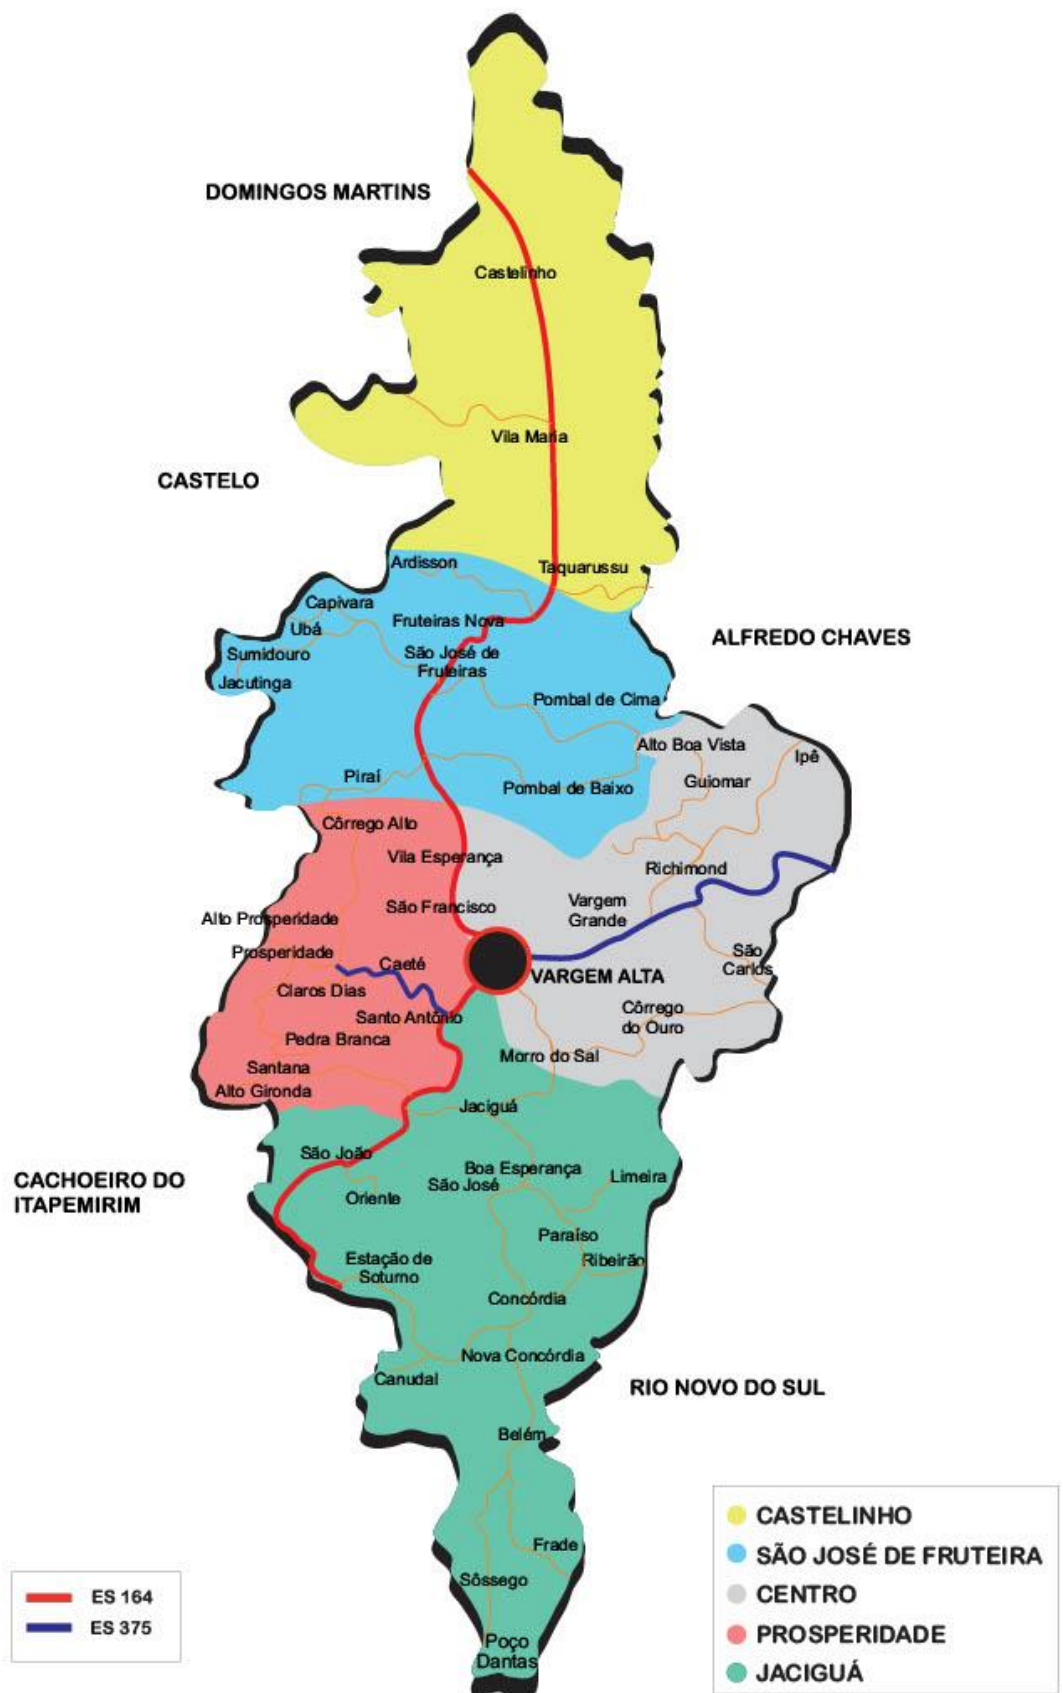 DOMINGOS MARTINS
Castelinho
Vila Maria
CASTELO
Ardisson
Taquarussu
Capivara
Fruteiras Nova
Ubá
ALFREDO CHAVES
São José de
Fruteiras
Sumidouro
Jacutinga
Pombal de Cima
Alto Boa Vista
Ipê
Piraí
Guiomar
Pombal de Baixo
Côrrego Alto
Vila Esperança
Richimond
São Francisco
Vargem
Grande
Alto Prosperidade
Prosperidade
Caeté
São
Carlos
VARGEM ALTA
Claros Dias
Santo Antônio
Côrrego
do Ouro
Pedra Branca
Morro do Sal
Santana
Alto Gironda
Jaciguá
São João
CACHOEIRO DO
ITAPEMIRIM
Boa Esperança
São José
Limeira
Oriente
Paraíso
Estação de
Soturno
Ribeirão
Concórdia
Nova Concórdia
Canudal
RIO NOVO DO SUL
Belém
Frade
Sôssego
Poço
Dantas
ES 164
ES 375
CASTELINHO
SÃO JOSÉ DE FRUTEIRA
CENTRO
PROSPERIDADE
JACIGUÁ